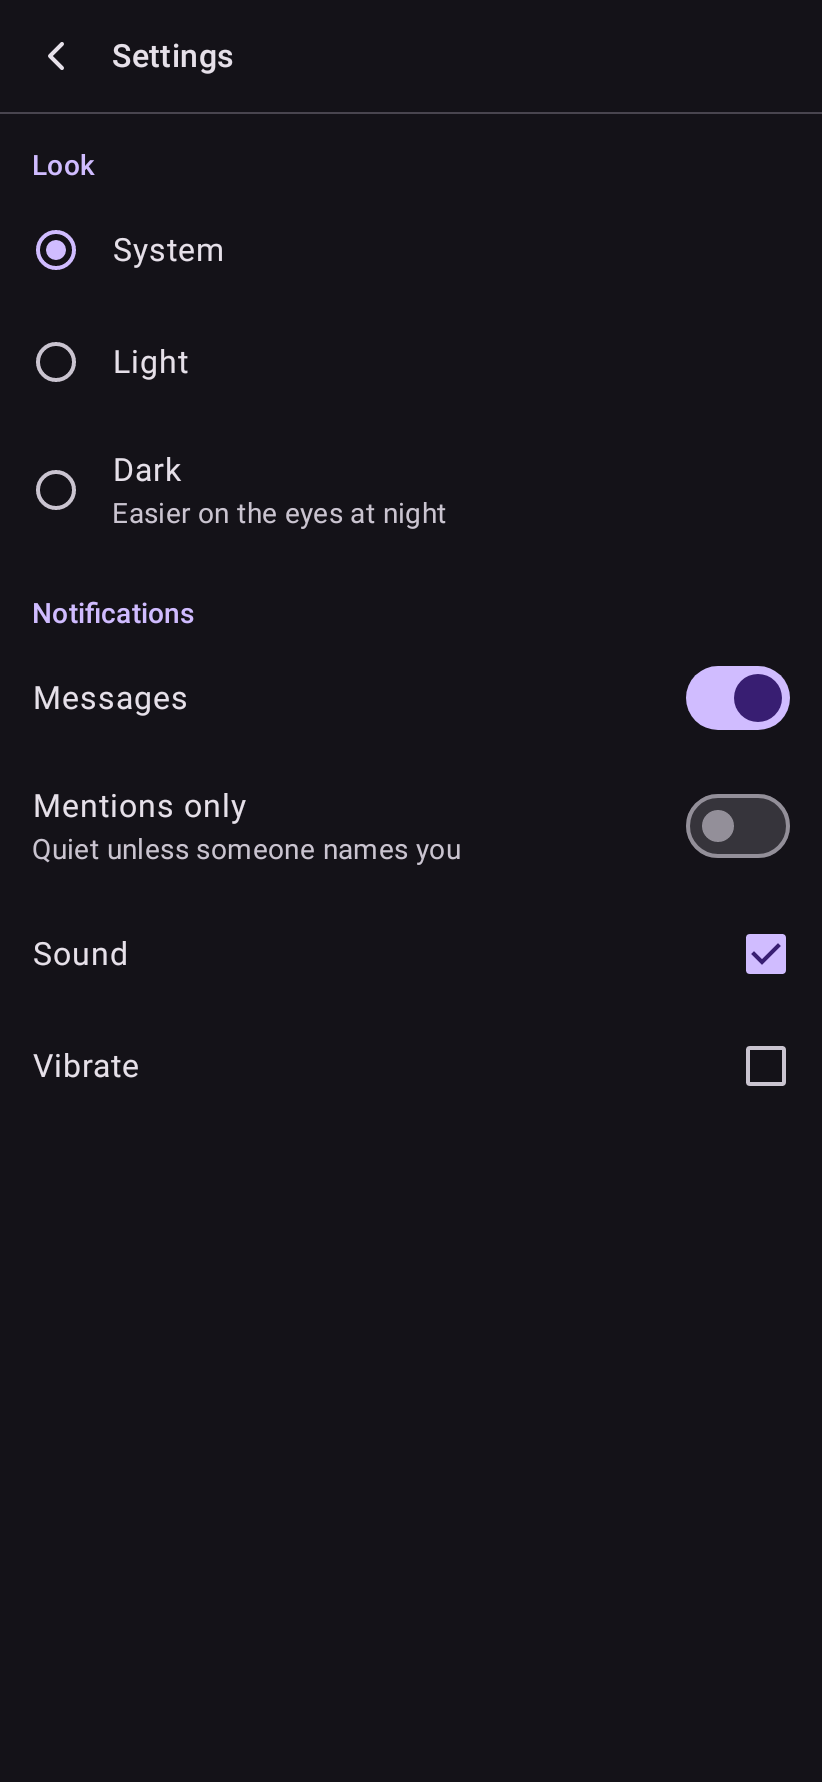 Settings
Look
System
Light
Dark
Easier on the eyes at night
Notifications
Messages
Mentions only
Quiet unless someone names you
Sound
Vibrate